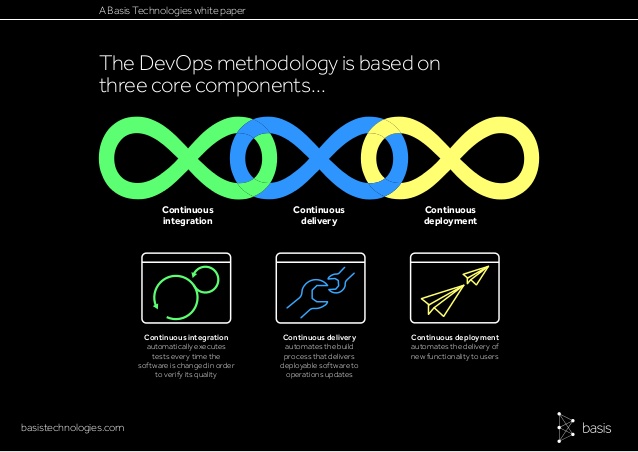 A Basis Technologies white paper
The DevOps methodology is based on
three core components...
Continuous
integration
Continuous
delivery
Continuous
deployment
Continuous integration
automatically executes
tests every time the
software is changed in order
to verify its quality
Continuous delivery
automates the build
process that delivers
deployable software to
operations updates
Continuous deployment
automates the delivery of
new functionality to users
basistechnologies.com
basis